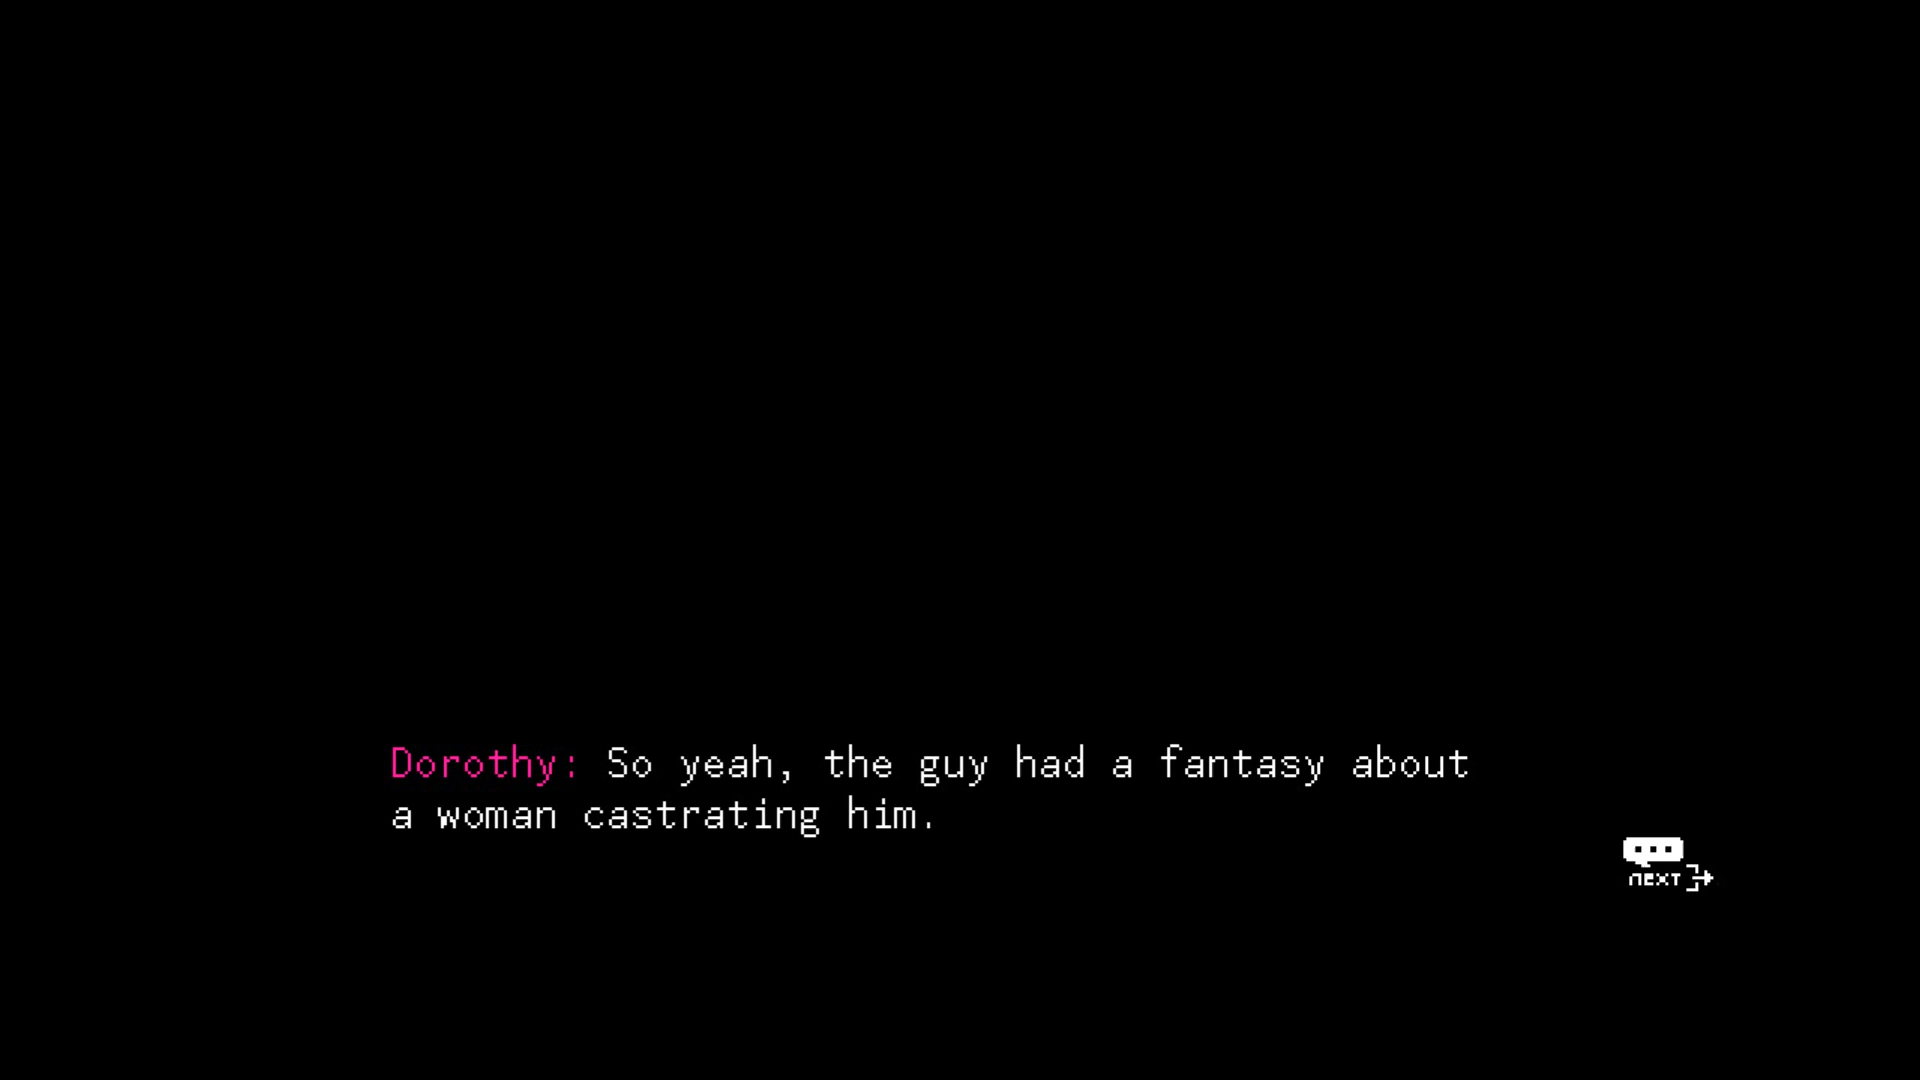 Dorothy: So yeah, the guy had a fantasy about
a woman castrating him.
NEXT